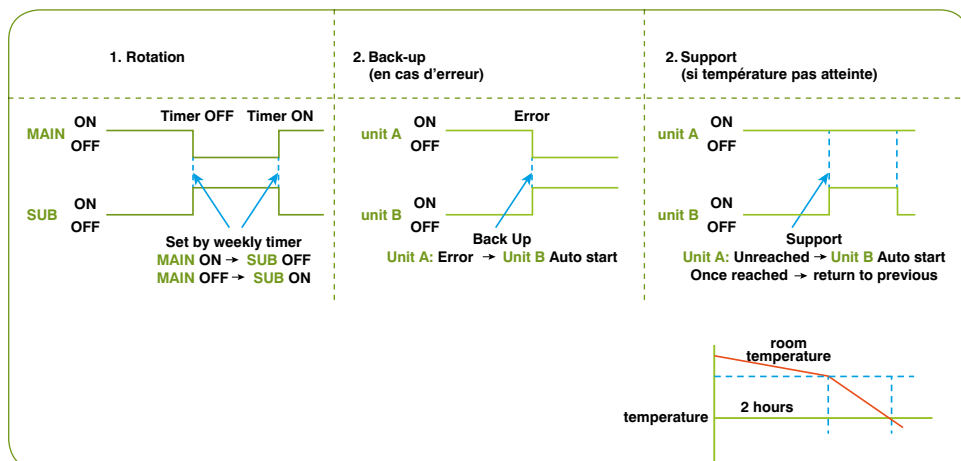 1. Rotation
MAIN
ON
OFF
Timer OFF
Timer ON
SUB
ON
OFF
Set by weekly timer
MAIN ON → SUB OFF
MAIN OFF → SUB ON
2. Back-up
(en cas d'erreur)
unit A
ON
OFF
Error
unit B
ON
OFF
Back Up
Unit A: Error → Unit B Auto start
2. Support
(si température pas atteinte)
unit A
ON
OFF
unit B
ON
OFF
Support
Unit A: Unreached → Unit B Auto start
Once reached → return to previous
room
temperature
2 hours
temperature